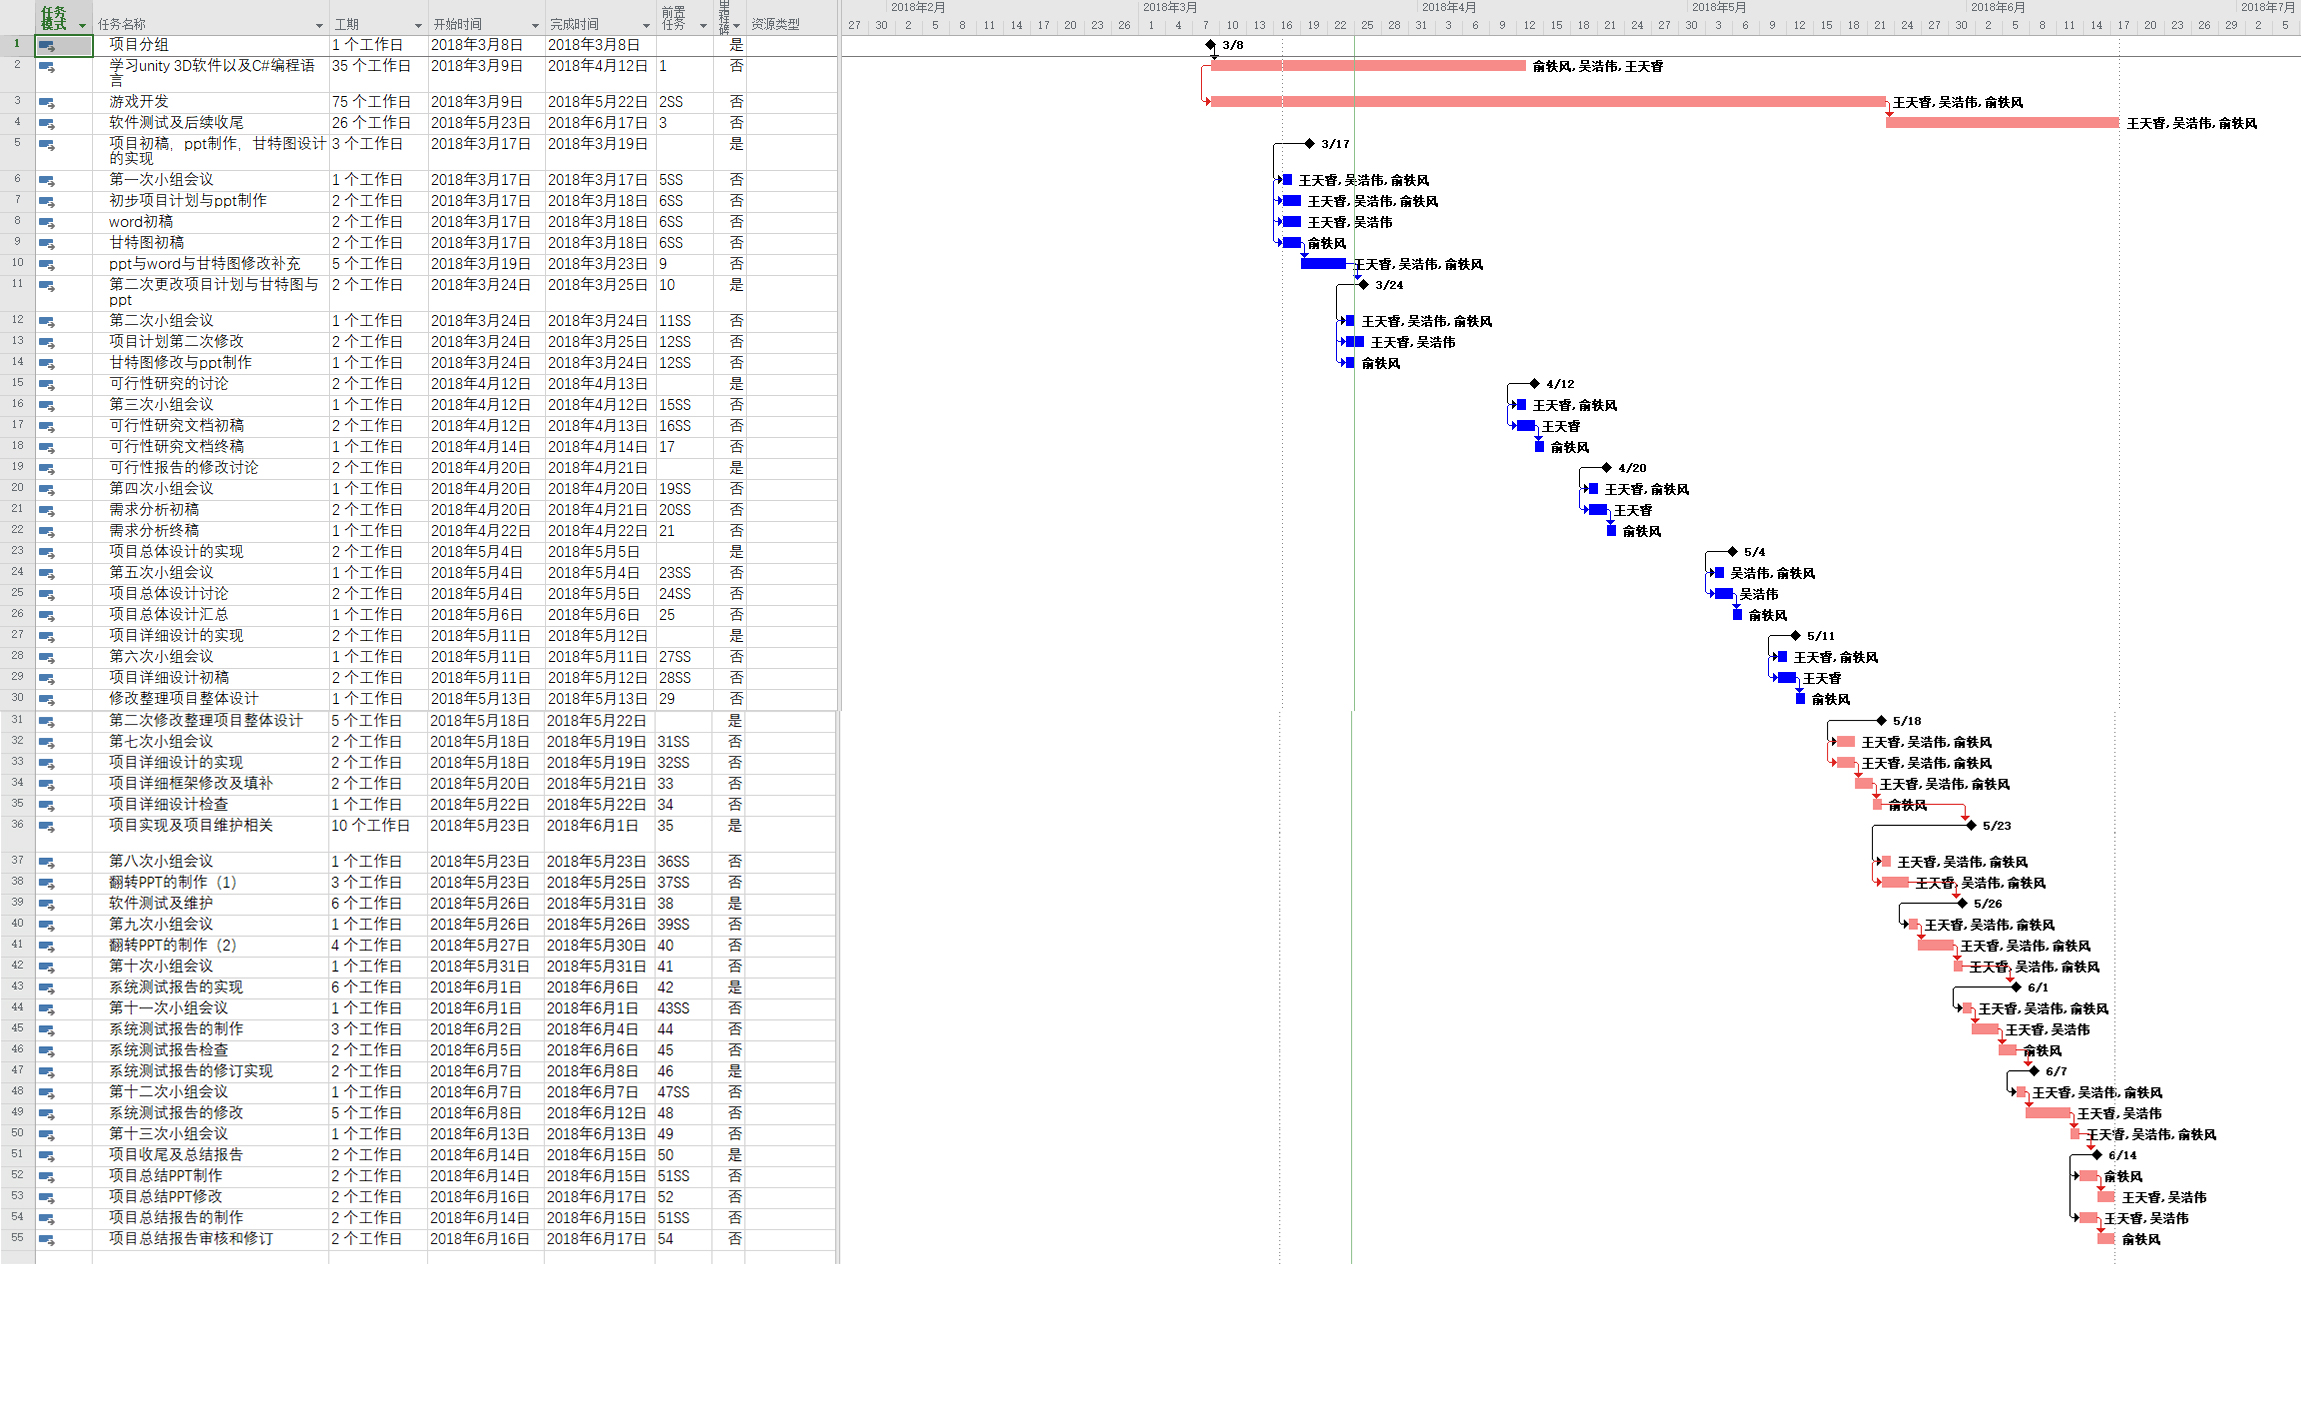 任务模式 任务名称 工期 开始时间 完成时间 前置任务 里程碑 资源类型
2018年2月 2018年3月 2018年4月 2018年5月 2018年6月 2018年7月
27 30 2 5 8 11 14 17 20 23 26 1 4 7 10 13 16 19 22 25 28 31 3 6 9 12 15 18 21 24 27 30 3 6 9 12 15 18 21 24 27 30 2 5 8 11 14 17 20 23 26 29 2 5
1 项目分组 1 个工作日 2018年3月8日 2018年3月8日 是 3/8
2 学习unity 3D软件以及C#编程语 35 个工作日 2018年3月9日 2018年4月12日 1 否 俞轶风, 吴浩伟, 王天睿
言
3 游戏开发 75 个工作日 2018年3月9日 2018年5月22日 2SS 否 王天睿, 吴浩伟, 俞轶风
4 软件测试及后续收尾 26 个工作日 2018年5月23日 2018年6月17日 3 否 王天睿, 吴浩伟, 俞轶风
5 项目初稿，ppt制作，甘特图设计 3 个工作日 2018年3月17日 2018年3月19日 是 3/17
的实现
6 第一次小组会议 1 个工作日 2018年3月17日 2018年3月17日 5SS 否 王天睿, 吴浩伟, 俞轶风
7 初步项目计划与ppt制作 2 个工作日 2018年3月17日 2018年3月18日 6SS 否 王天睿, 吴浩伟, 俞轶风
8 word初稿 2 个工作日 2018年3月17日 2018年3月18日 6SS 否 王天睿, 吴浩伟
9 甘特图初稿 2 个工作日 2018年3月17日 2018年3月18日 6SS 否 俞轶风
10 ppt与word与甘特图修改补充 5 个工作日 2018年3月19日 2018年3月23日 9 否 王天睿, 吴浩伟, 俞轶风
11 第二次更改项目计划与甘特图与 2 个工作日 2018年3月24日 2018年3月25日 10 是 3/24
ppt
12 第二次小组会议 1 个工作日 2018年3月24日 2018年3月24日 11SS 否 王天睿, 吴浩伟, 俞轶风
13 项目计划第二次修改 2 个工作日 2018年3月24日 2018年3月25日 12SS 否 王天睿, 吴浩伟
14 甘特图修改与ppt制作 1 个工作日 2018年3月24日 2018年3月24日 12SS 否 俞轶风
15 可行性研究的讨论 2 个工作日 2018年4月12日 2018年4月13日 是 4/12
16 第三次小组会议 1 个工作日 2018年4月12日 2018年4月12日 15SS 否 王天睿, 俞轶风
17 可行性研究文档初稿 2 个工作日 2018年4月12日 2018年4月13日 16SS 否 王天睿
18 可行性研究文档终稿 1 个工作日 2018年4月14日 2018年4月14日 17 否 俞轶风
19 可行性报告的修改讨论 2 个工作日 2018年4月20日 2018年4月21日 是 4/20
20 第四次小组会议 1 个工作日 2018年4月20日 2018年4月20日 19SS 否 王天睿, 俞轶风
21 需求分析初稿 2 个工作日 2018年4月20日 2018年4月21日 20SS 否 王天睿
22 需求分析终稿 1 个工作日 2018年4月22日 2018年4月22日 21 否 俞轶风
23 项目总体设计的实现 2 个工作日 2018年5月4日 2018年5月5日 是 5/4
24 第五次小组会议 1 个工作日 2018年5月4日 2018年5月4日 23SS 否 吴浩伟, 俞轶风
25 项目总体设计讨论 2 个工作日 2018年5月4日 2018年5月5日 24SS 否 吴浩伟
26 项目总体设计汇总 1 个工作日 2018年5月6日 2018年5月6日 25 否 俞轶风
27 项目详细设计的实现 2 个工作日 2018年5月11日 2018年5月12日 是 5/11
28 第六次小组会议 1 个工作日 2018年5月11日 2018年5月11日 27SS 否 王天睿, 俞轶风
29 项目详细设计初稿 2 个工作日 2018年5月11日 2018年5月12日 28SS 否 王天睿
30 修改整理项目整体设计 1 个工作日 2018年5月13日 2018年5月13日 29 否 俞轶风
31 第二次修改整理项目整体设计 5 个工作日 2018年5月18日 2018年5月22日 是 5/18
32 第七次小组会议 2 个工作日 2018年5月18日 2018年5月19日 31SS 否 王天睿, 吴浩伟, 俞轶风
33 项目详细设计的实现 2 个工作日 2018年5月18日 2018年5月19日 32SS 否 王天睿, 吴浩伟, 俞轶风
34 项目详细框架修改及填补 2 个工作日 2018年5月20日 2018年5月21日 33 否 王天睿, 吴浩伟, 俞轶风
35 项目详细设计检查 1 个工作日 2018年5月22日 2018年5月22日 34 否 俞轶风
36 项目实现及项目维护相关 10 个工作日 2018年5月23日 2018年6月1日 35 是 5/23
37 第八次小组会议 1 个工作日 2018年5月23日 2018年5月23日 36SS 否 王天睿, 吴浩伟, 俞轶风
38 翻转PPT的制作（1） 3 个工作日 2018年5月23日 2018年5月25日 37SS 否 王天睿, 吴浩伟, 俞轶风
39 软件测试及维护 6 个工作日 2018年5月26日 2018年5月31日 38 是 5/26
40 第九次小组会议 1 个工作日 2018年5月26日 2018年5月26日 39SS 否 王天睿, 吴浩伟, 俞轶风
41 翻转PPT的制作（2） 4 个工作日 2018年5月27日 2018年5月30日 40 否 王天睿, 吴浩伟, 俞轶风
42 第十次小组会议 1 个工作日 2018年5月31日 2018年5月31日 41 否 王天睿, 吴浩伟, 俞轶风
43 系统测试报告的实现 6 个工作日 2018年6月1日 2018年6月6日 42 是 6/1
44 第十一次小组会议 1 个工作日 2018年6月1日 2018年6月1日 43SS 否 王天睿, 吴浩伟, 俞轶风
45 系统测试报告的制作 3 个工作日 2018年6月2日 2018年6月4日 44 否 王天睿, 吴浩伟
46 系统测试报告检查 2 个工作日 2018年6月5日 2018年6月6日 45 否 俞轶风
47 系统测试报告的修订实现 2 个工作日 2018年6月7日 2018年6月8日 46 是 6/7
48 第十二次小组会议 1 个工作日 2018年6月7日 2018年6月7日 47SS 否 王天睿, 吴浩伟, 俞轶风
49 系统测试报告的修改 5 个工作日 2018年6月8日 2018年6月12日 48 否 王天睿, 吴浩伟
50 第十三次小组会议 1 个工作日 2018年6月13日 2018年6月13日 49 否 王天睿, 吴浩伟, 俞轶风
51 项目收尾及总结报告 2 个工作日 2018年6月14日 2018年6月15日 50 是 6/14
52 项目总结PPT制作 2 个工作日 2018年6月14日 2018年6月15日 51SS 否 俞轶风
53 项目总结PPT修改 2 个工作日 2018年6月16日 2018年6月17日 52 否 王天睿, 吴浩伟
54 项目总结报告的制作 2 个工作日 2018年6月14日 2018年6月15日 51SS 否 王天睿, 吴浩伟
55 项目总结报告审核和修订 2 个工作日 2018年6月16日 2018年6月17日 54 否 俞轶风